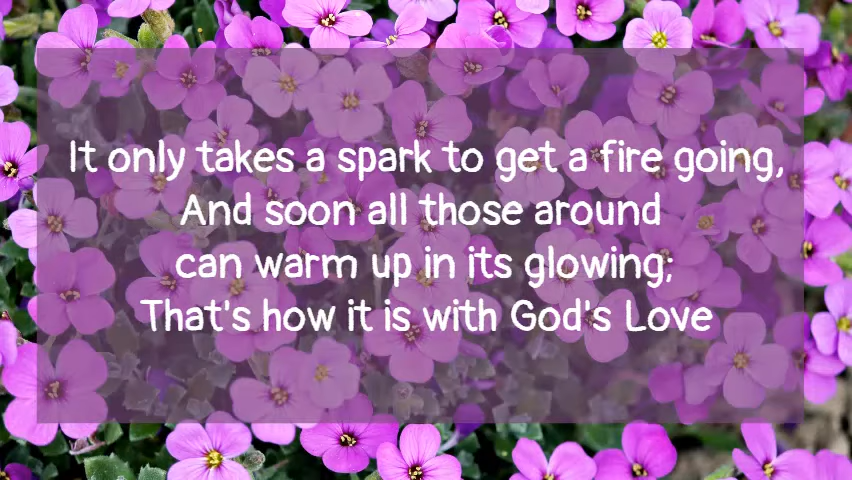 It only takes a spark to get a fire going,
And soon all those around
can warm up in its glowing;
That's how it is with God's Love